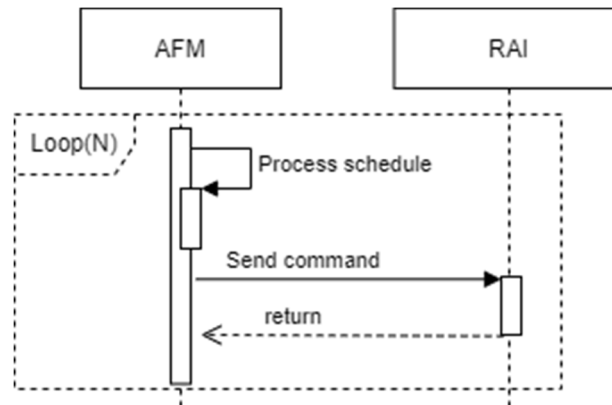 AFM
RAI
Loop(N)
Process schedule
Send command
return